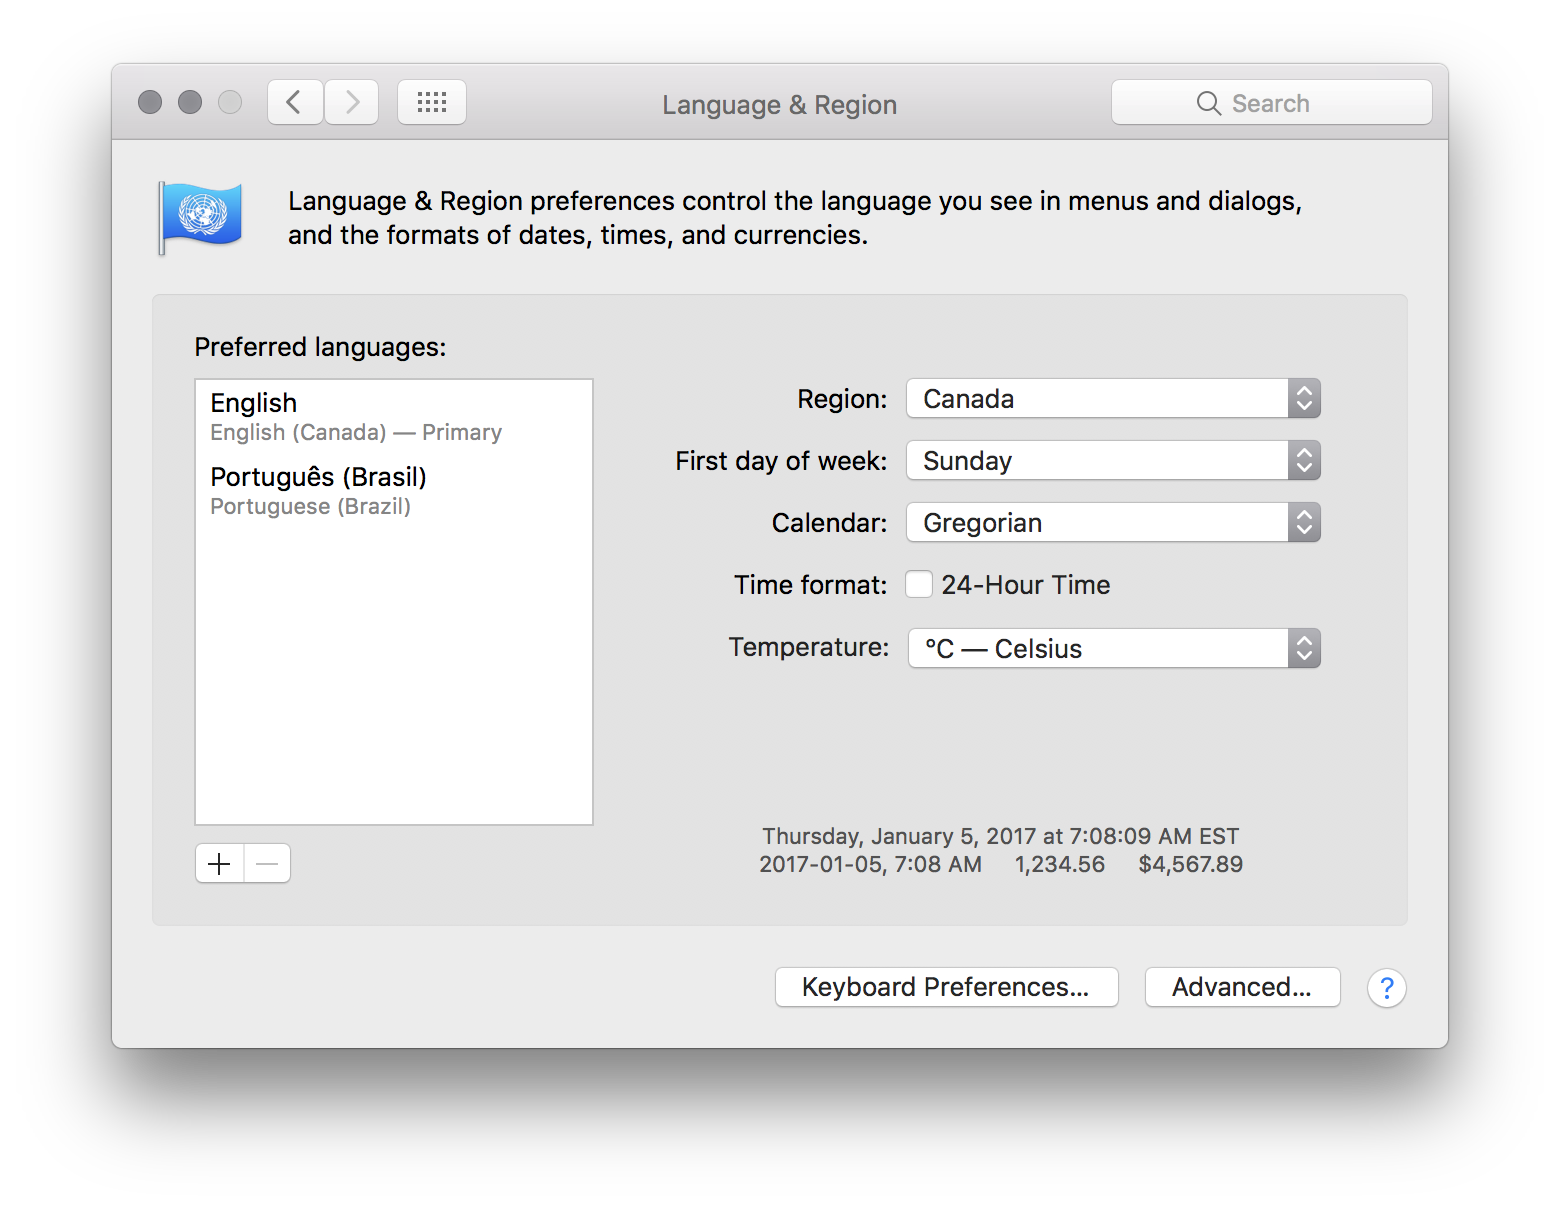 Language & Region
Search
Language & Region preferences control the language you see in menus and dialogs,
and the formats of dates, times, and currencies.
Preferred languages:
English
English (Canada) — Primary
Português (Brasil)
Portuguese (Brazil)
Region: Canada
First day of week: Sunday
Calendar: Gregorian
Time format: 24-Hour Time
Temperature: °C — Celsius
Thursday, January 5, 2017 at 7:08:09 AM EST
2017-01-05, 7:08 AM 1,234.56 $4,567.89
Keyboard Preferences... Advanced... ?